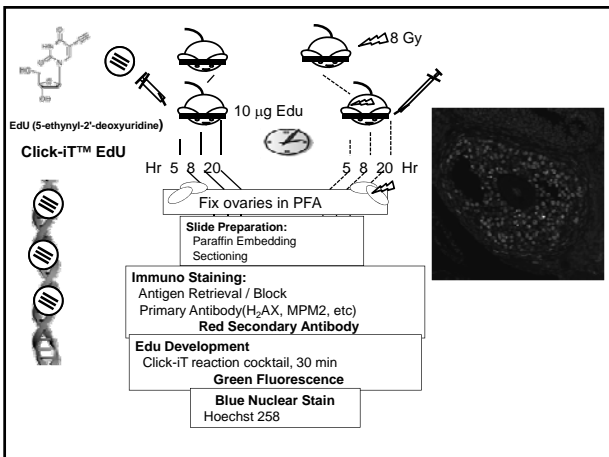 8 Gy
HN
O
O
N
HO
O
OH
10 µg Edu
EdU (5-ethynyl-2'-deoxyuridine)
Click-iT™ EdU
Hr 5 8 20
5 8 20 Hr
Fix ovaries in PFA
Slide Preparation:
Paraffin Embedding
Sectioning
Immuno Staining:
Antigen Retrieval / Block
Primary Antibody(H₂AX, MPM2, etc)
Red Secondary Antibody
Edu Development
Click-iT reaction cocktail, 30 min
Green Fluorescence
Blue Nuclear Stain
Hoechst 258